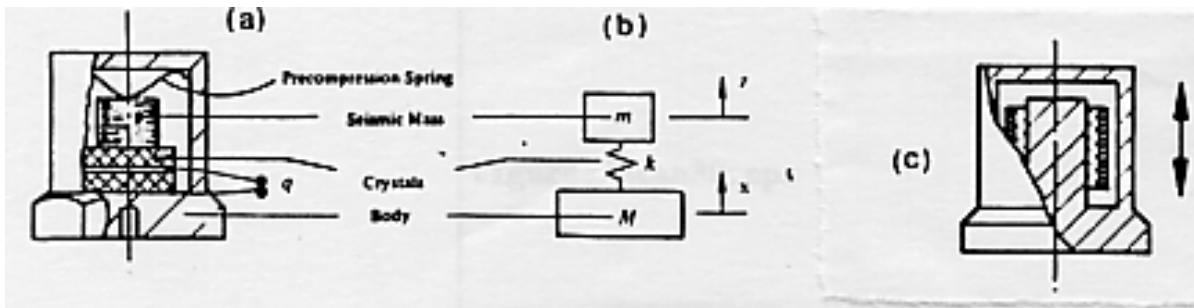 (a)
(b)
Precompression Spring
Seismic Mass
m
k
(c)
q
Crystals
x
Body
M